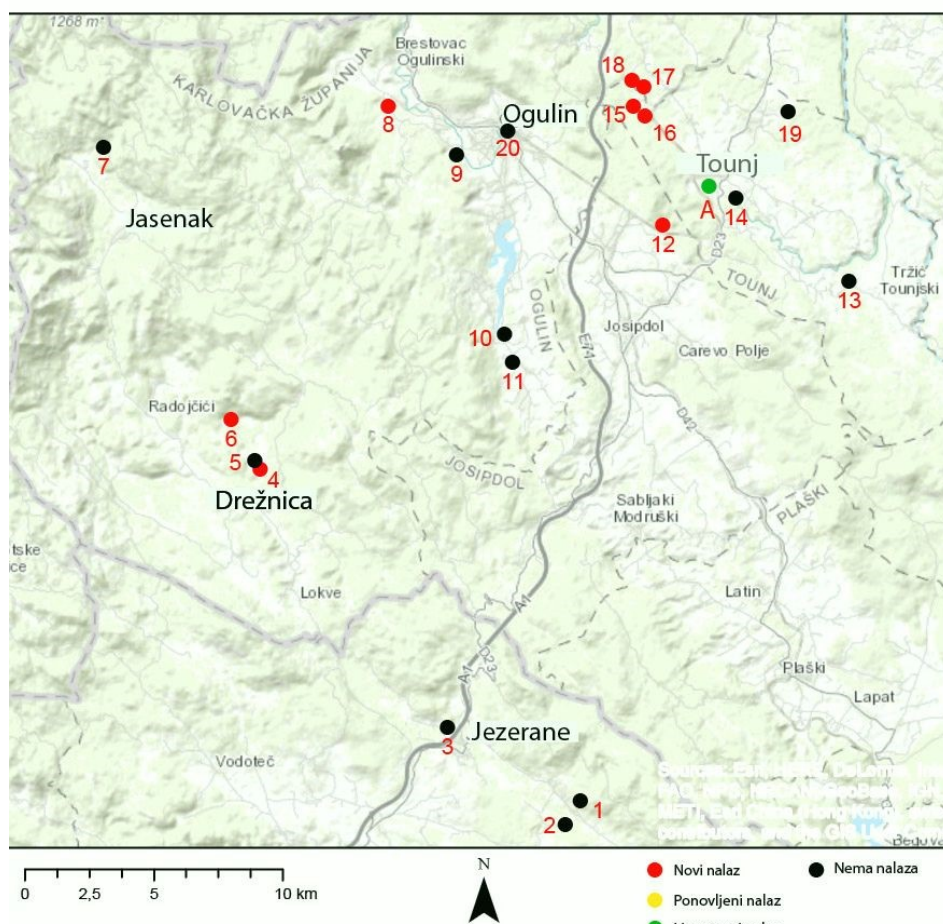 1268 m
Brestovac
Ogulinski
KARLOVAČKA ŽUPANIJA
18
17
15
16
8
Ogulin
20
19
9
7
Tounj
A
14
Jasenak
12
D23
TOUNJ
Tržić
Tounjski
13
OGULIN
10
E71
Josipdol
11
Carevo Polje
Radojčići
6
D42
5
4
JOSIPDOL
Drežnica
Sabljaki
Modruški
PLAŠKI
Lokve
A1
Latin
D23
Plaški
A1
Lapat
Jezerane
3
Vodoteč
1
2
0
2,5
5
10 km
N
Novi nalaz
Nema nalaza
Ponovljeni nalaz